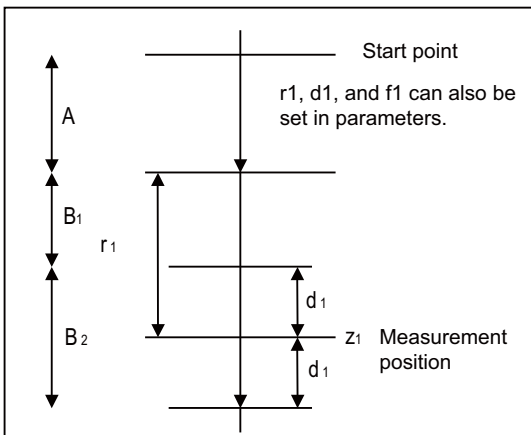 Start point
r1, d1, and f1 can also be
set in parameters.
A
B1
r1
d1
B2
z1 Measurement
position
d1